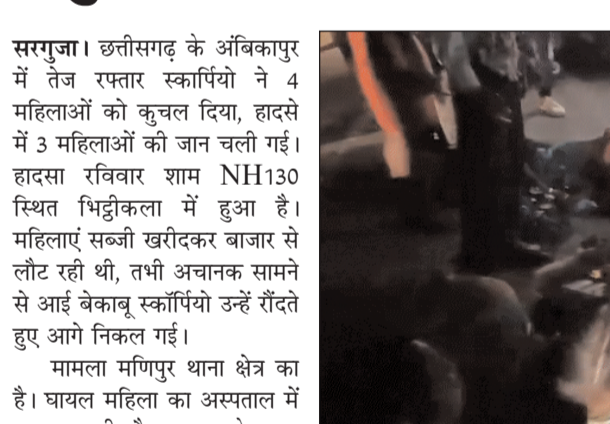 सरगुजा। छत्तीसगढ़ के अंबिकापुर
में तेज रफ्तार स्कार्पियो ने 4
महिलाओं को कुचल दिया, हादसे
में 3 महिलाओं की जान चली गई।
हादसा रविवार शाम NH130
स्थित भिट्ठीकला में हुआ है।
महिलाएं सब्जी खरीदकर बाजार से
लौट रही थी, तभी अचानक सामने
से आई बेकाबू स्कॉर्पियो उन्हें रौंदते
हुए आगे निकल गई।
मामला मणिपुर थाना क्षेत्र का
है। घायल महिला का अस्पताल में